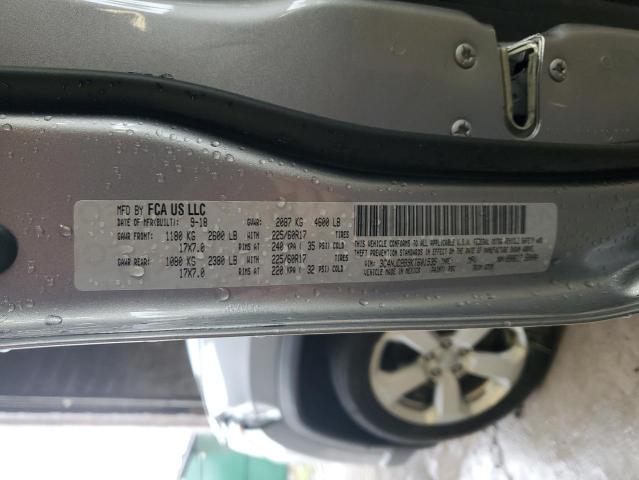 MFD BY FCA US LLC
DATE OF MFR(BUILT): 9-18 GVWR: 2087 KG 4600 LB
GAWR FRONT: 1180 KG 2600 LB WITH 225/60R17 TIRES
17X7.0 RIMS AT 240 KPA ( 35 PSI) COLD
GAWR REAR: 1080 KG 2380 LB WITH 225/60R17 TIRES
17X7.0 RIMS AT 220 KPA ( 32 PSI) COLD
THIS VEHICLE CONFORMS TO ALL APPLICABLE U.S.A. FEDERAL MOTOR VEHICLE SAFETY AND
THEFT PREVENTION STANDARDS IN EFFECT ON THE DATE OF MANUFACTURE SHOWN ABOVE.
VIN: TYPE: MPV
PAINT: